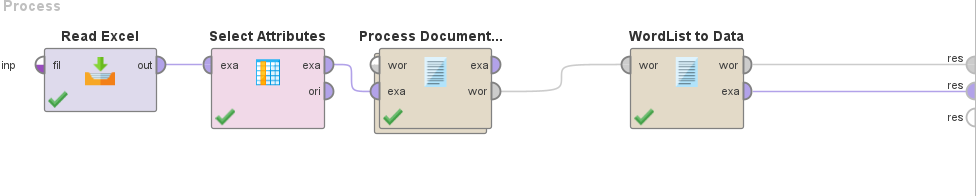 Process
Read Excel
Select Attributes
Process Document...
WordList to Data
inp
fil
out
exa
exa
ori
wor
exa
exa
wor
wor
wor
exa
res
res
res